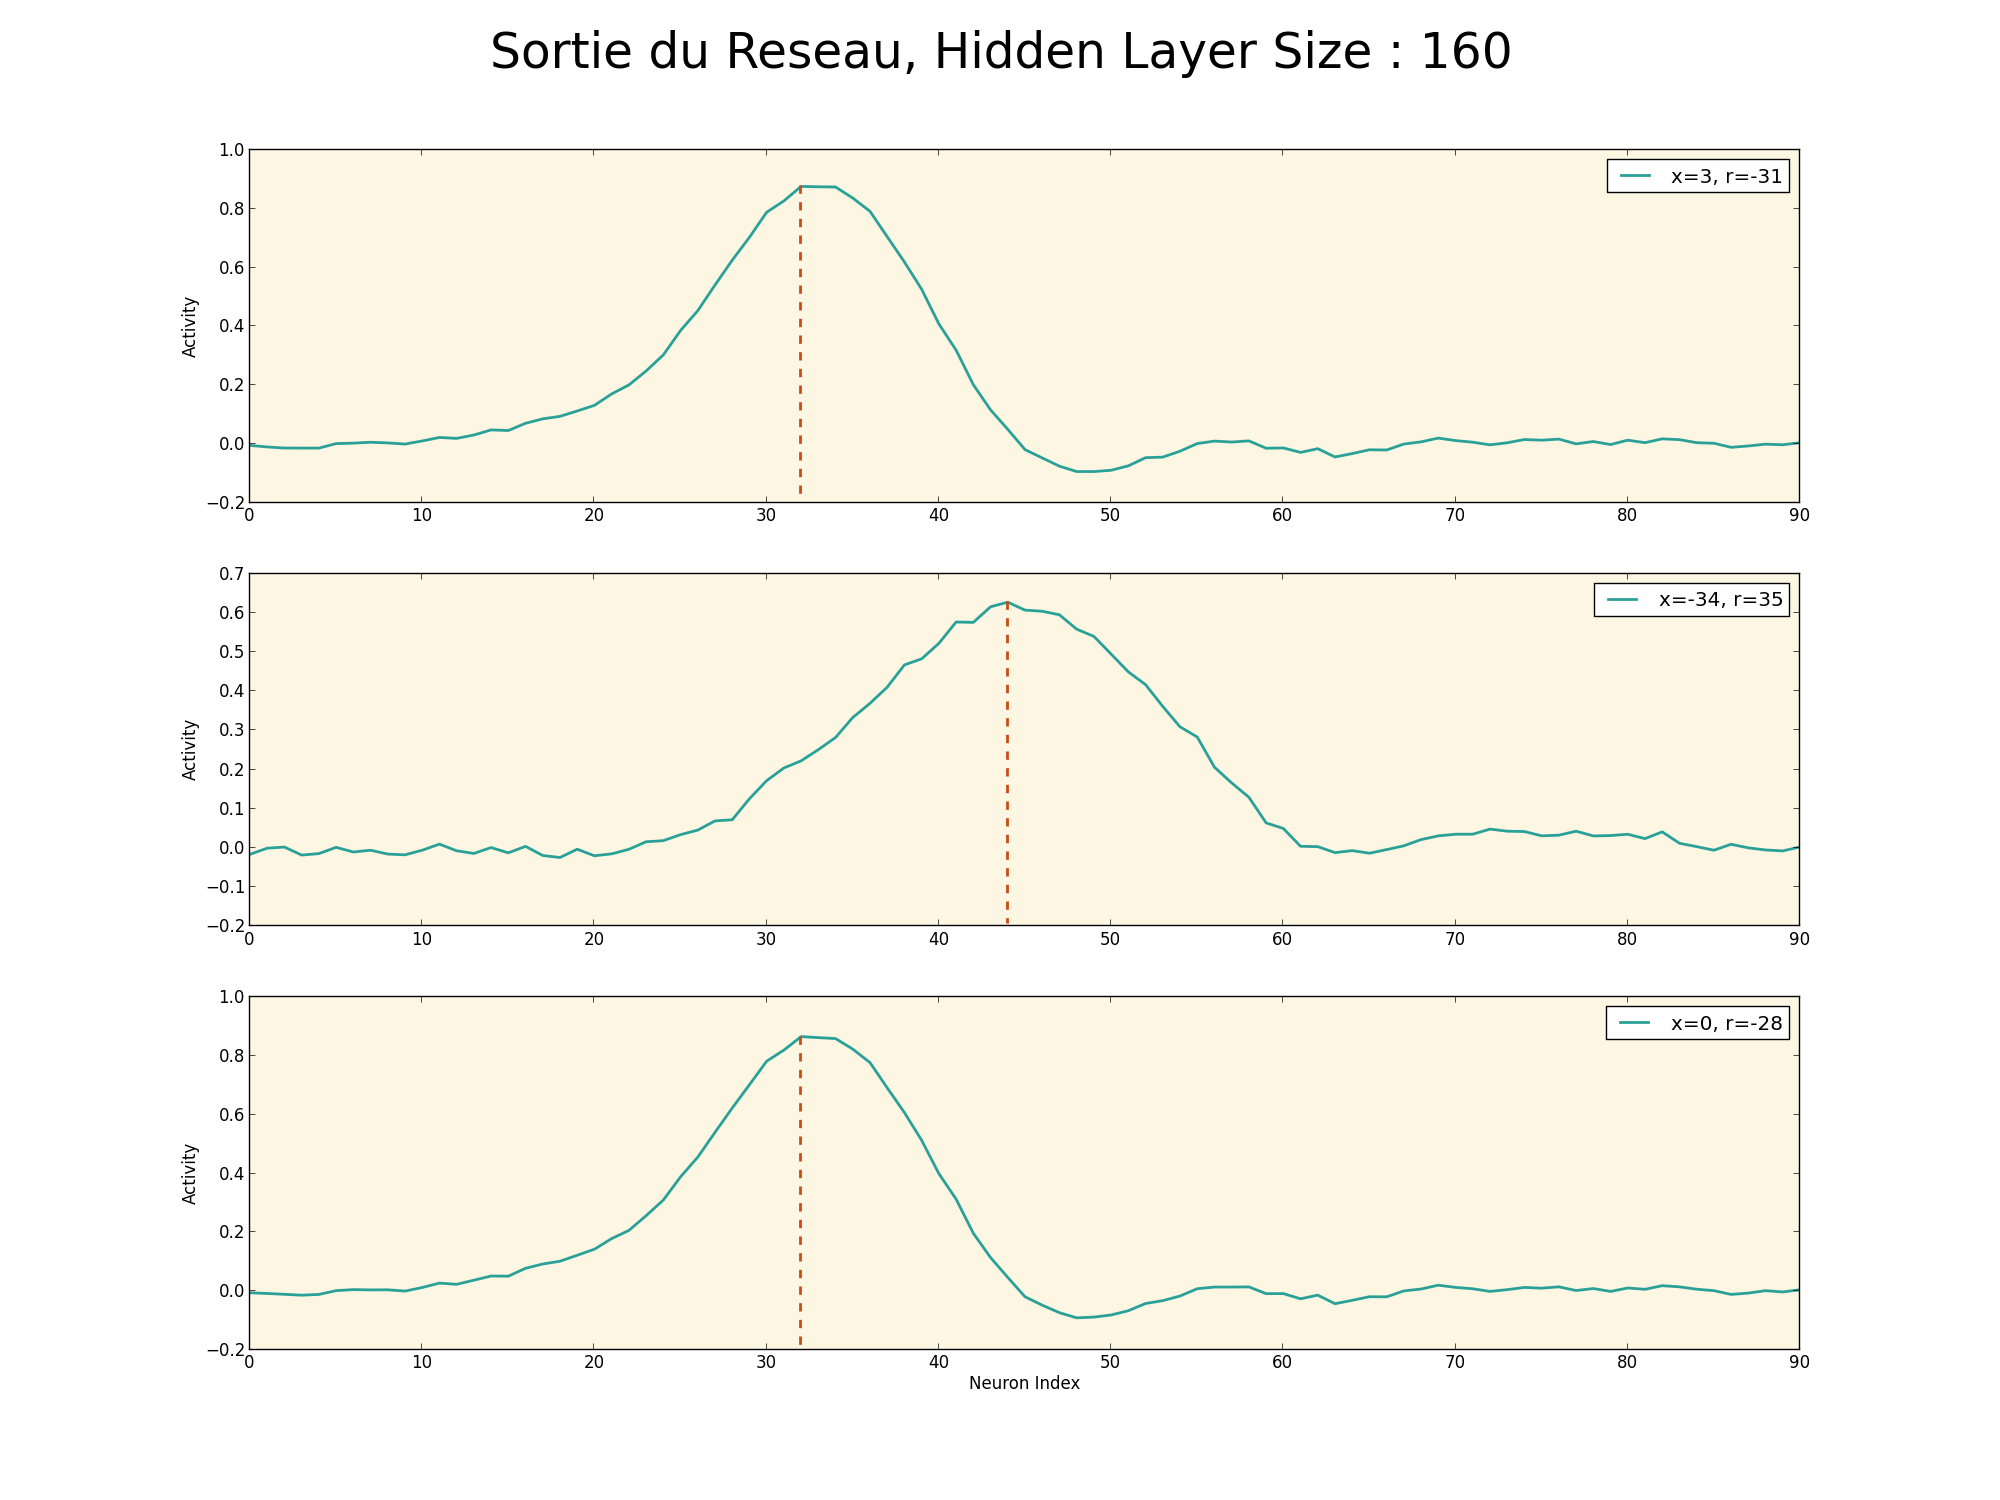 Sortie du Reseau, Hidden Layer Size : 160
1.0
0.8
0.6
0.4
0.2
0.0
−0.2
Activity
x=3, r=-31
0 10 20 30 40 50 60 70 80 90
0.7
0.6
0.5
0.4
0.3
0.2
0.1
0.0
−0.1
−0.2
Activity
x=-34, r=35
0 10 20 30 40 50 60 70 80 90
1.0
0.8
0.6
0.4
0.2
0.0
−0.2
Activity
x=0, r=-28
0 10 20 30 40 50 60 70 80 90
Neuron Index